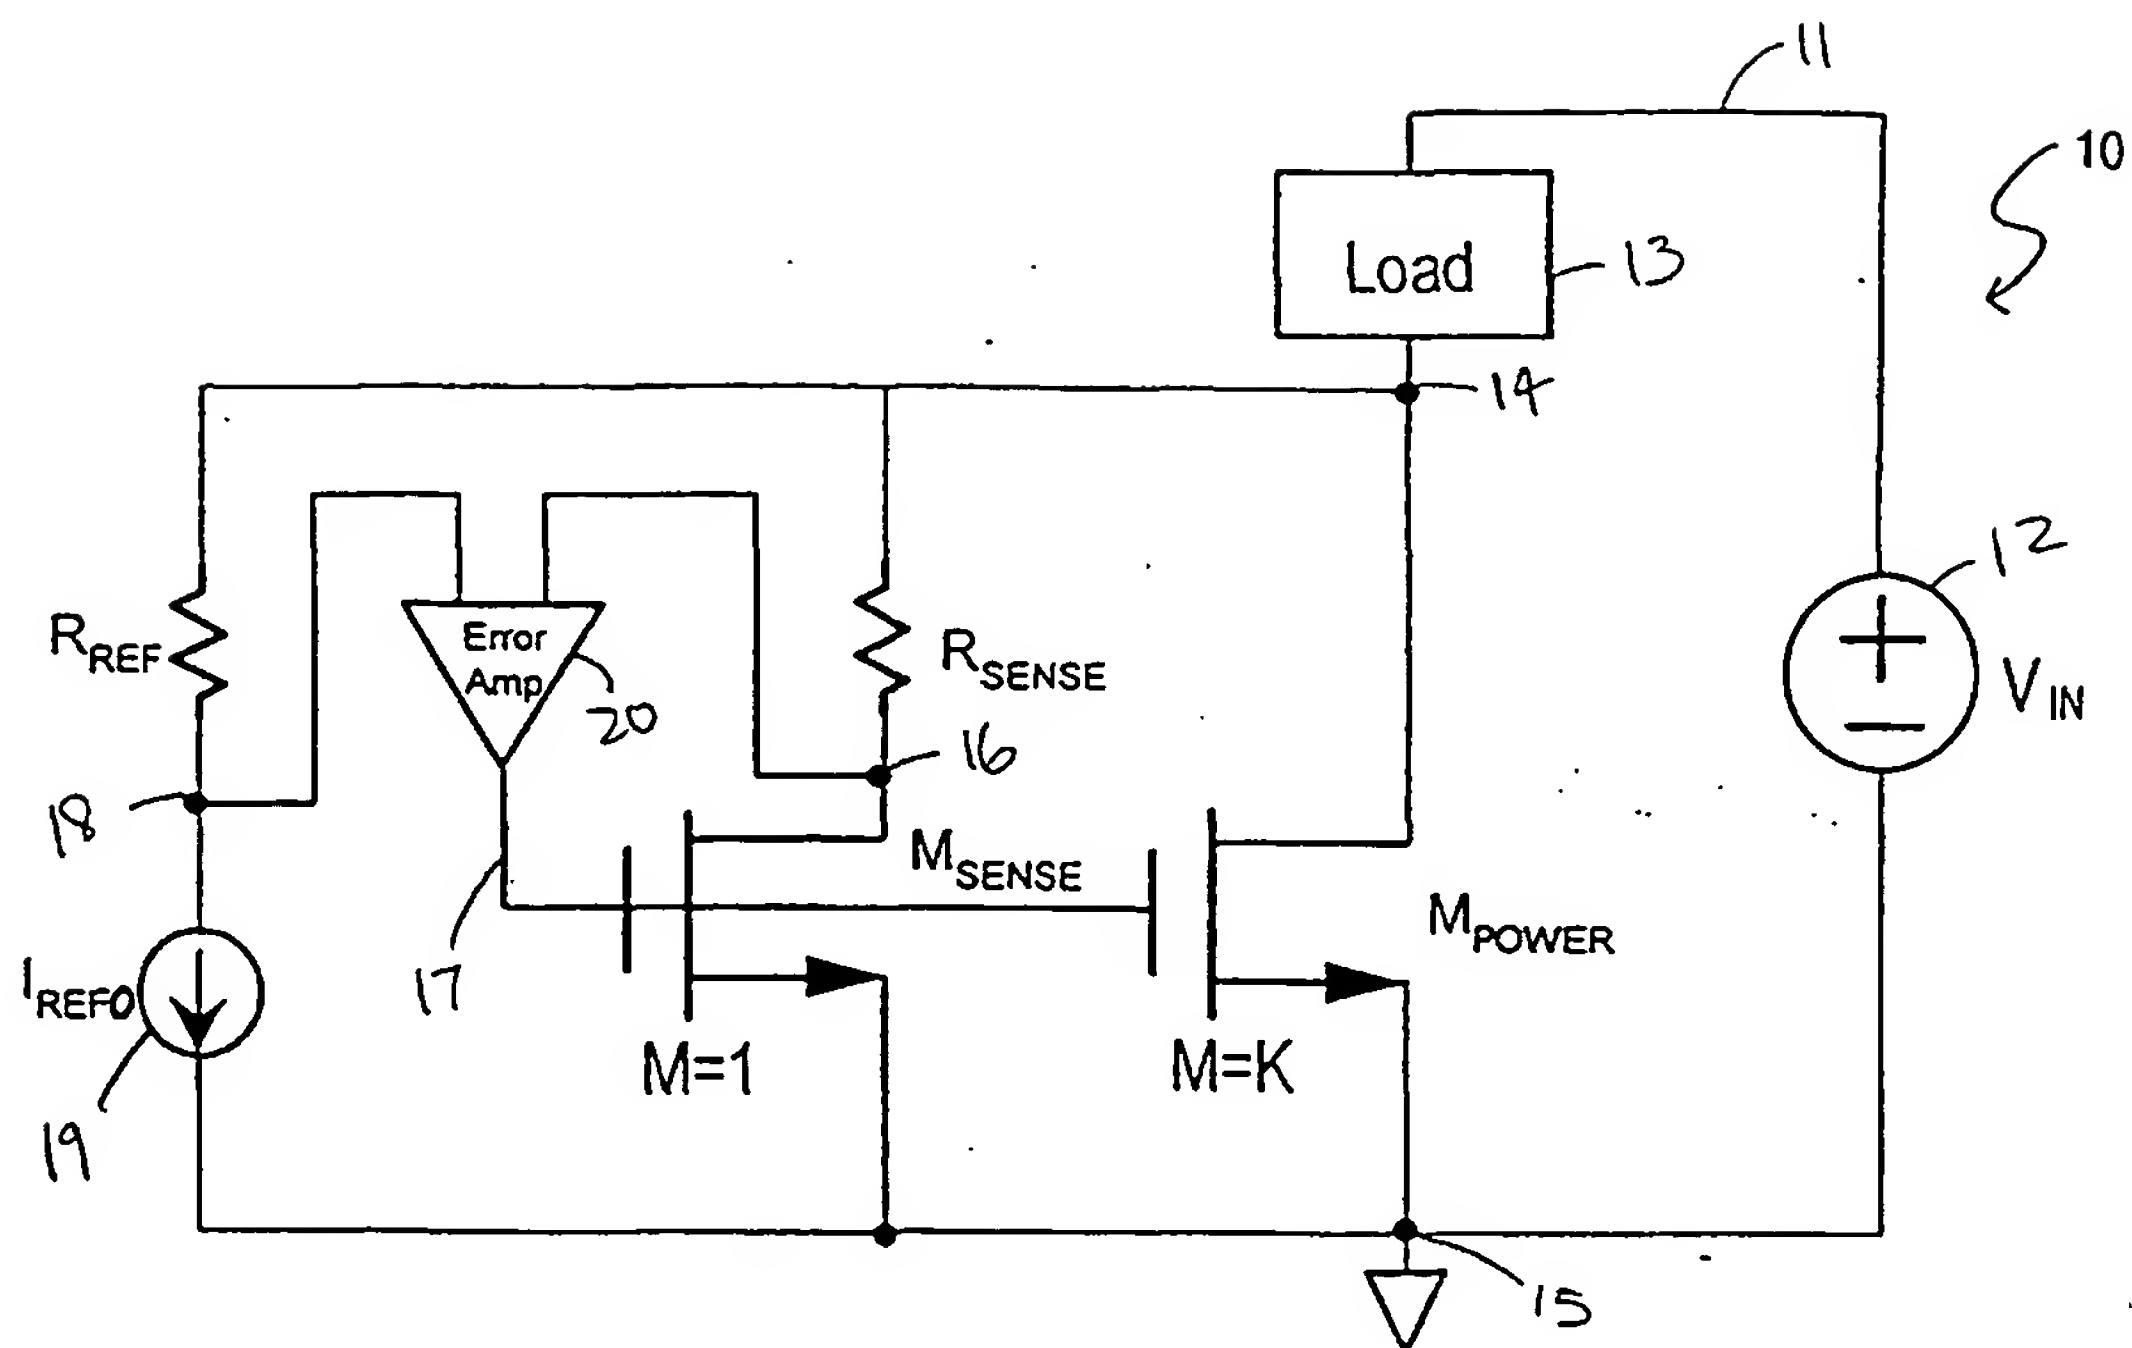 11
10
Load
13
14
12
R_REF
Error
Amp
20
R_SENSE
V_IN
16
18
M_SENSE
M_POWER
17
I_REF0
M=1
M=K
19
15